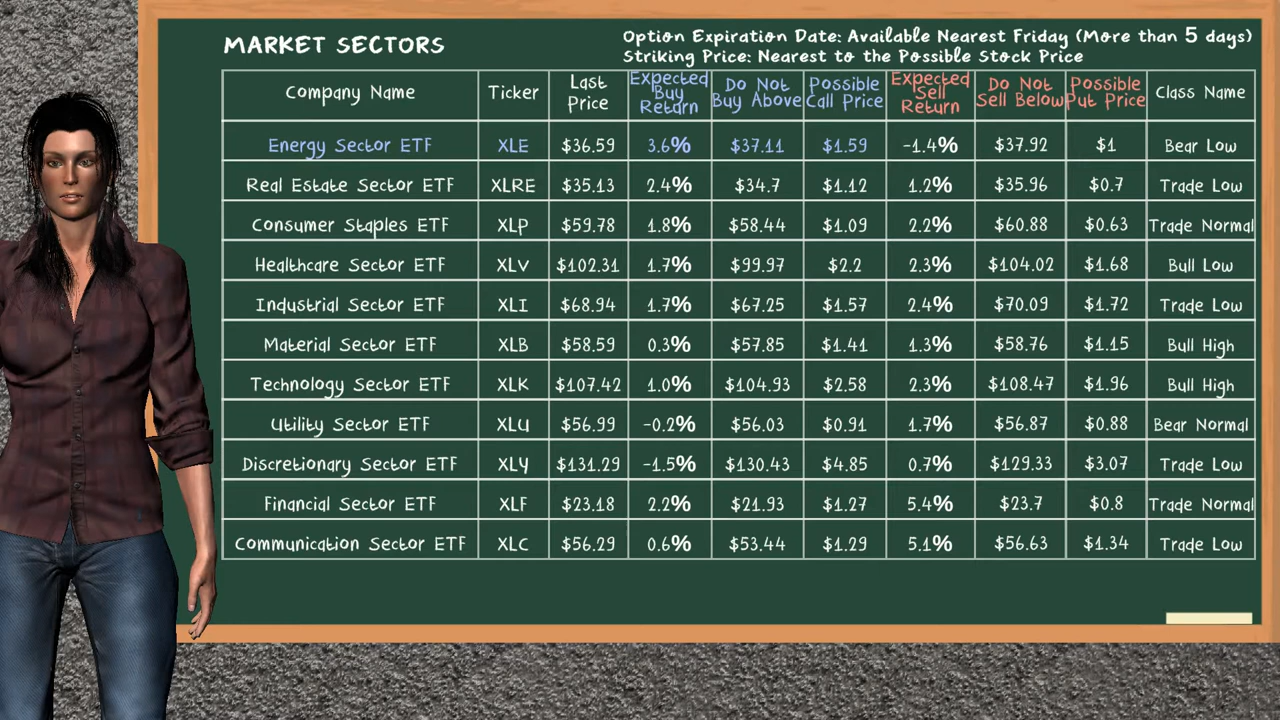 MARKET SECTORS
Option Expiration Date: Available Nearest Friday (More than 5 days)
Striking Price: Nearest to the Possible Stock Price
Company Name Ticker Last Price Expected Buy Return Do Not Buy Above Possible Call Price Expected Sell Return Do Not Sell Below Possible Put Price Class Name
Energy Sector ETF XLE $36.59 3.6% $37.11 $1.59 -1.4% $37.92 $1 Bear Low
Real Estate Sector ETF XLRE $35.13 2.4% $34.7 $1.12 1.2% $35.96 $0.7 Trade Low
Consumer Staples ETF XLP $59.78 1.8% $58.44 $1.09 2.2% $60.88 $0.63 Trade Normal
Healthcare Sector ETF XLV $102.31 1.7% $99.97 $2.2 2.3% $104.02 $1.68 Bull Low
Industrial Sector ETF XLI $68.94 1.7% $67.25 $1.57 2.4% $70.09 $1.72 Trade Low
Material Sector ETF XLB $58.59 0.3% $57.85 $1.41 1.3% $58.76 $1.15 Bull High
Technology Sector ETF XLK $107.42 1.0% $104.93 $2.58 2.3% $108.47 $1.96 Bull High
Utility Sector ETF XLU $56.99 -0.2% $56.03 $0.91 1.7% $56.87 $0.88 Bear Normal
Discretionary Sector ETF XLY $131.29 -1.5% $130.43 $4.85 0.7% $129.33 $3.07 Trade Low
Financial Sector ETF XLF $23.18 2.2% $21.93 $1.27 5.4% $23.7 $0.8 Trade Normal
Communication Sector ETF XLC $56.29 0.6% $53.44 $1.29 5.1% $56.63 $1.34 Trade Low